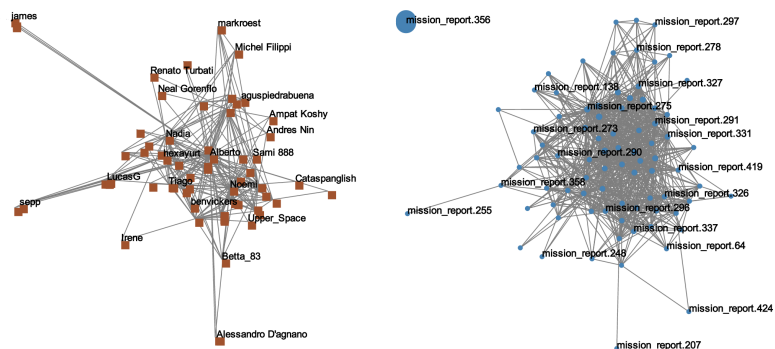 james
markroest
Michel Filippi
Renato Turbati
Neal Gorenflo
aguspiedrabuena
Ampat Koshy
Andres Nin
Nadia
hexayurt
Alberto
Sami 888
LucasG
Tiago
Noemi
Cataspanglish
benvickers
sepp
Upper_Space
Irene
Betta_83
Alessandro D'agnano
mission_report.356
mission_report.297
mission_report.278
mission_report.138
mission_report.327
mission_report.275
mission_report.291
mission_report.273
mission_report.331
mission_report.290
mission_report.419
mission_report.358
mission_report.326
mission_report.255
mission_report.296
mission_report.337
mission_report.64
mission_report.248
mission_report.424
mission_report.207